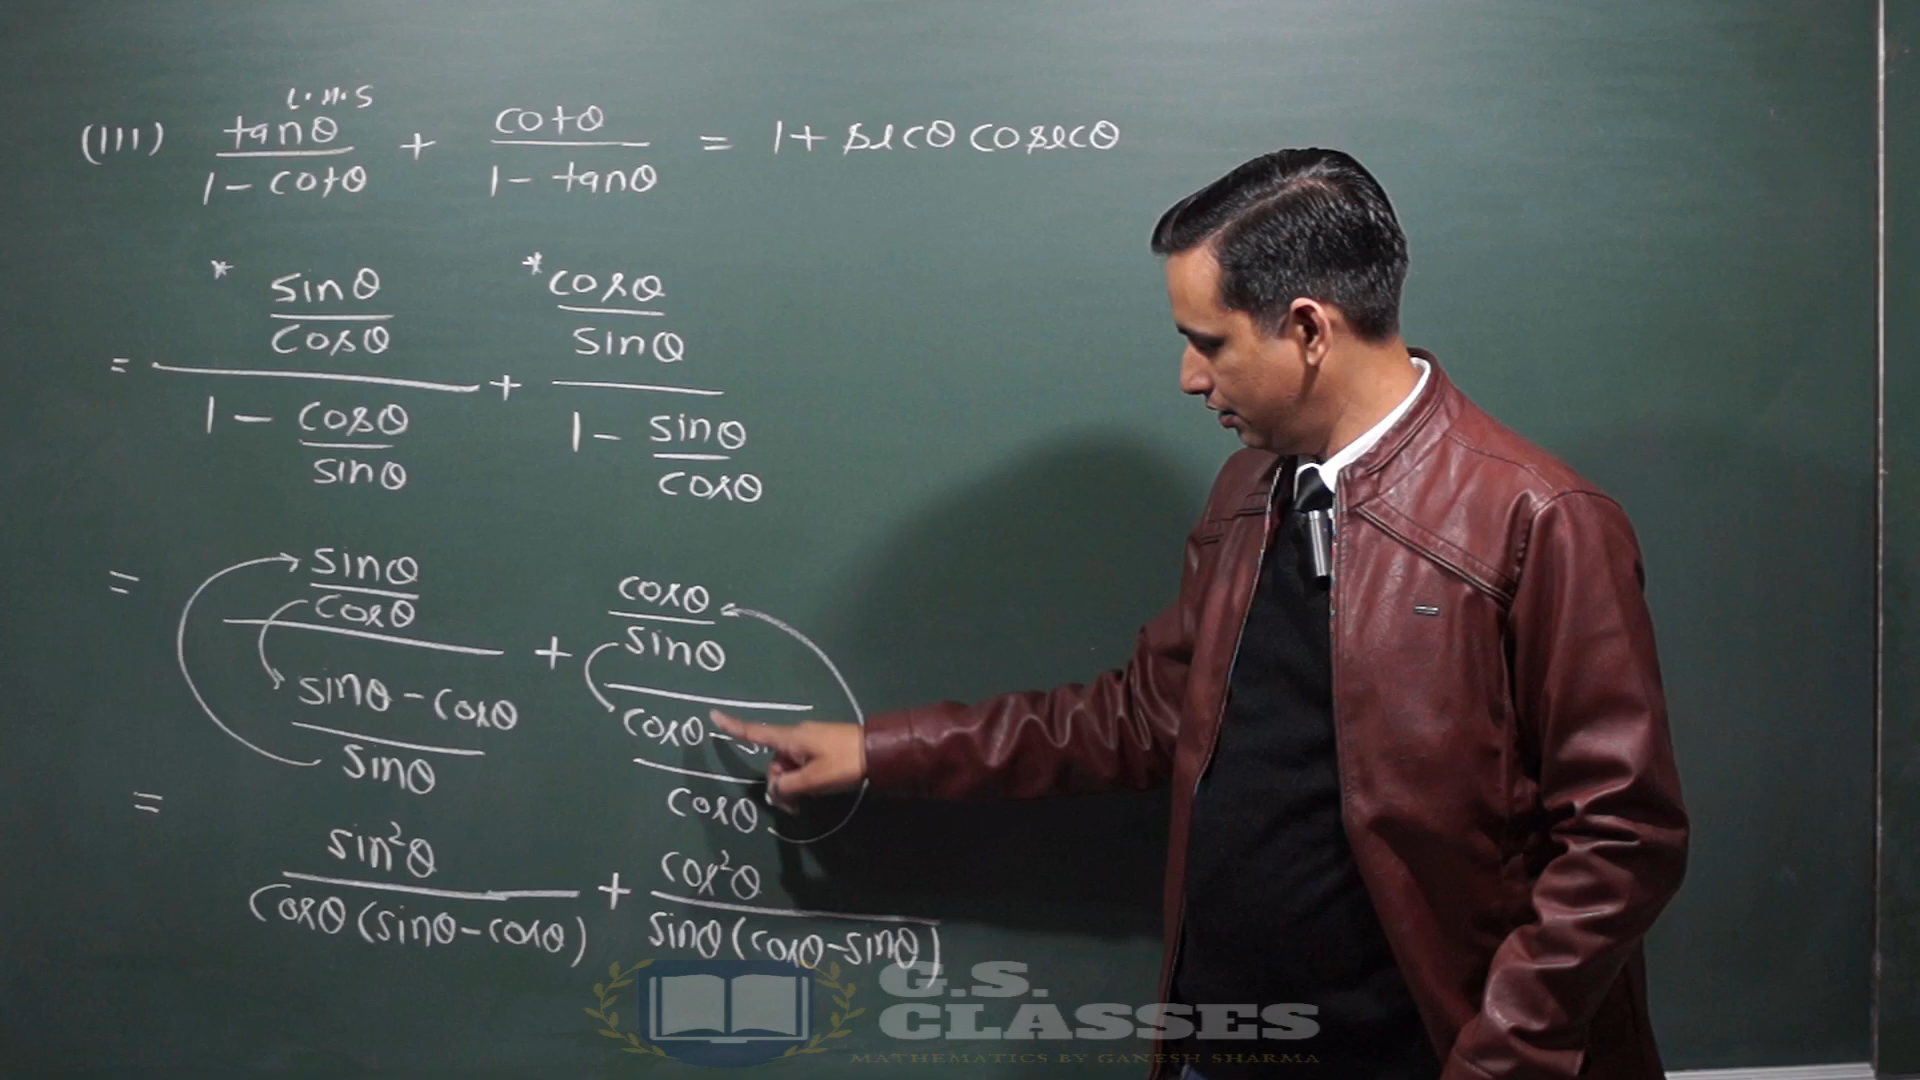 L.H.S
(III) tanθ/1 - cotθ + cotθ/1 - tanθ = 1 + secθ cosecθ
* sinθ/cosθ * cosθ/sinθ
= ————— + —————
1 - cosθ/sinθ 1 - sinθ/cosθ
= sinθ/cosθ + cosθ/sinθ
sinθ - cosθ/sinθ cosθ -
cosθ
= sin²θ/cosθ(sinθ - cosθ) + cos²θ/sinθ(cosθ - sinθ)
G.S.
CLASSES
MATHEMATICS BY GANESH SHARMA